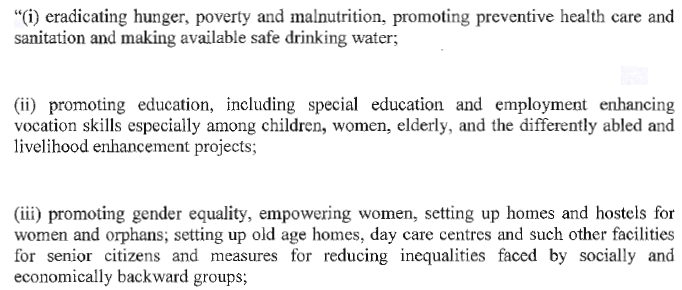 “(i) eradicating hunger, poverty and malnutrition, promoting preventive health care and
sanitation and making available safe drinking water;
(ii) promoting education, including special education and employment enhancing
vocation skills especially among children, women, elderly, and the differently abled and
livelihood enhancement projects;
(iii) promoting gender equality, empowering women, setting up homes and hostels for
women and orphans; setting up old age homes, day care centres and such other facilities
for senior citizens and measures for reducing inequalities faced by socially and
economically backward groups;